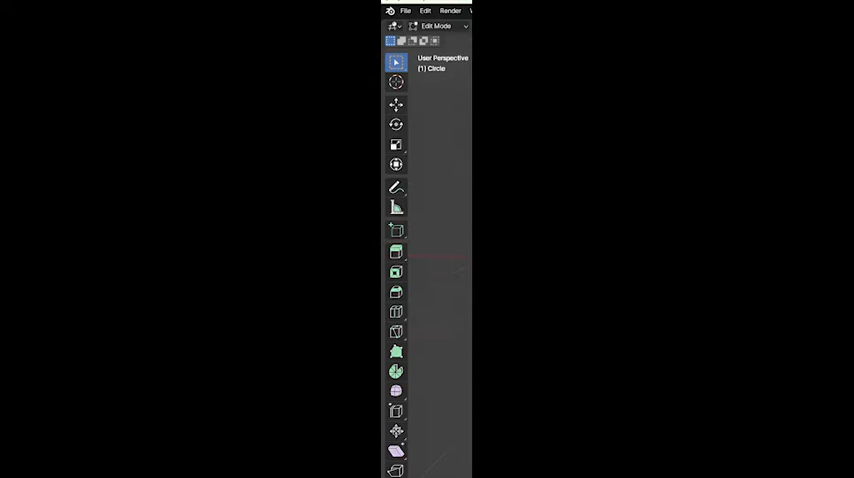 File Edit Render
Edit Mode
User Perspective
(1) Circle